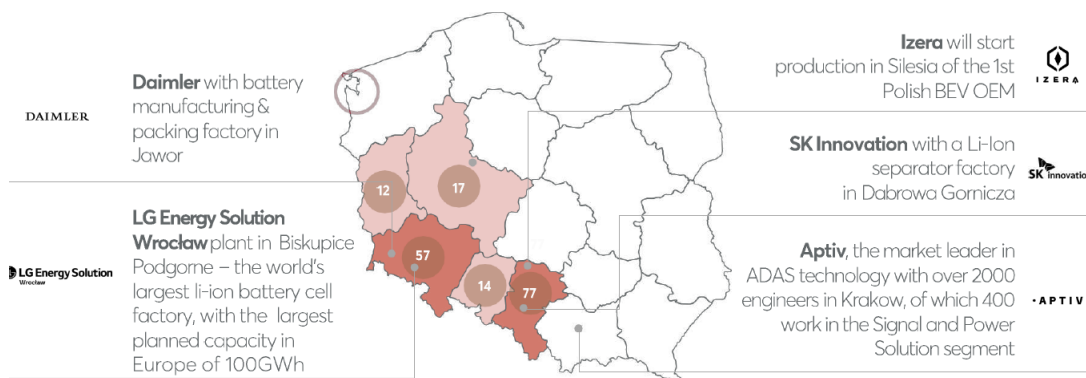 DAIMLER
Daimler with battery
manufacturing &
packing factory in
Jawor
LG Energy Solution
Wrocław
LG Energy Solution
Wrocław plant in Biskupice
Podgorne – the world's
largest li-ion battery cell
factory, with the largest
planned capacity in
Europe of 100GWh
12
17
57
14
77
77
Izera will start
production in Silesia of the 1st
Polish BEV OEM
IZERA
SK Innovation with a Li-Ion
separator factory
in Dabrowa Gornicza
SK innovation
Aptiv, the market leader in
ADAS technology with over 2000
engineers in Krakow, of which 400
work in the Signal and Power
Solution segment
• A P T I V